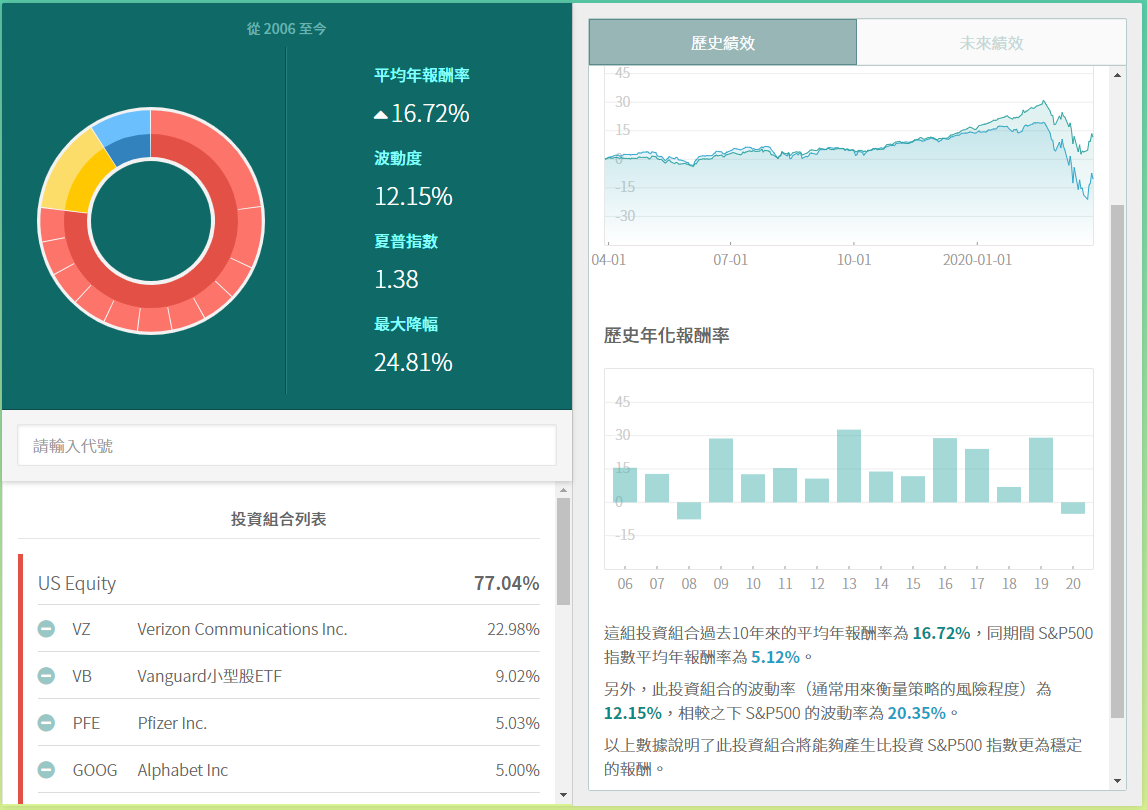 從 2006 至今
平均年報酬率
16.72%
波動度
12.15%
夏普指數
1.38
最大降幅
24.81%
請輸入代號
投資組合列表
US Equity 77.04%
VZ Verizon Communications Inc. 22.98%
VB Vanguard小型股ETF 9.02%
PFE Pfizer Inc. 5.03%
GOOG Alphabet Inc 5.00%
歷史績效 未來績效
45
30
15
0
-15
-30
04-01 07-01 10-01 2020-01-01
歷史年化報酬率
45
30
15
0
-15
06 07 08 09 10 11 12 13 14 15 16 17 18 19 20
這組投資組合過去10年來的平均年報酬率為 16.72%，同期間 S&P500
指數平均年報酬率為 5.12%。
另外，此投資組合的波動率（通常用來衡量策略的風險程度）為
12.15%，相較之下 S&P500 的波動率為 20.35%。
以上數據說明了此投資組合將能夠產生比投資 S&P500 指數更為穩定
的報酬。